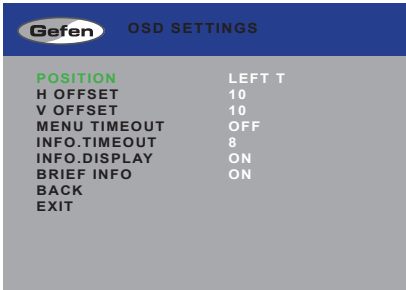 Gefen OSD SETTINGS
POSITION LEFT T
H OFFSET 10
V OFFSET 10
MENU TIMEOUT OFF
INFO.TIMEOUT 8
INFO.DISPLAY ON
BRIEF INFO ON
BACK
EXIT